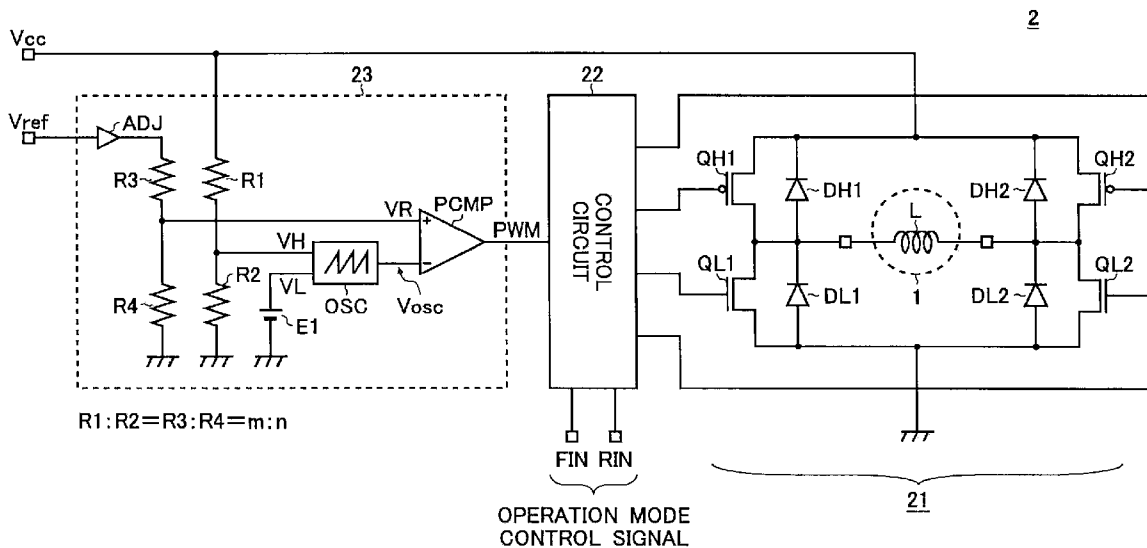 2
Vcc
23
22
Vref
ADJ
R3
R1
PCMP
VR
PWM
VH
R2
VL
R4
OSC
Vosc
E1
CONTROL
CIRCUIT
QH1
DH1
DH2
QH2
L
QL1
DL1
1
DL2
QL2
R1:R2=R3:R4=m:n
FIN RIN
OPERATION MODE
CONTROL SIGNAL
21